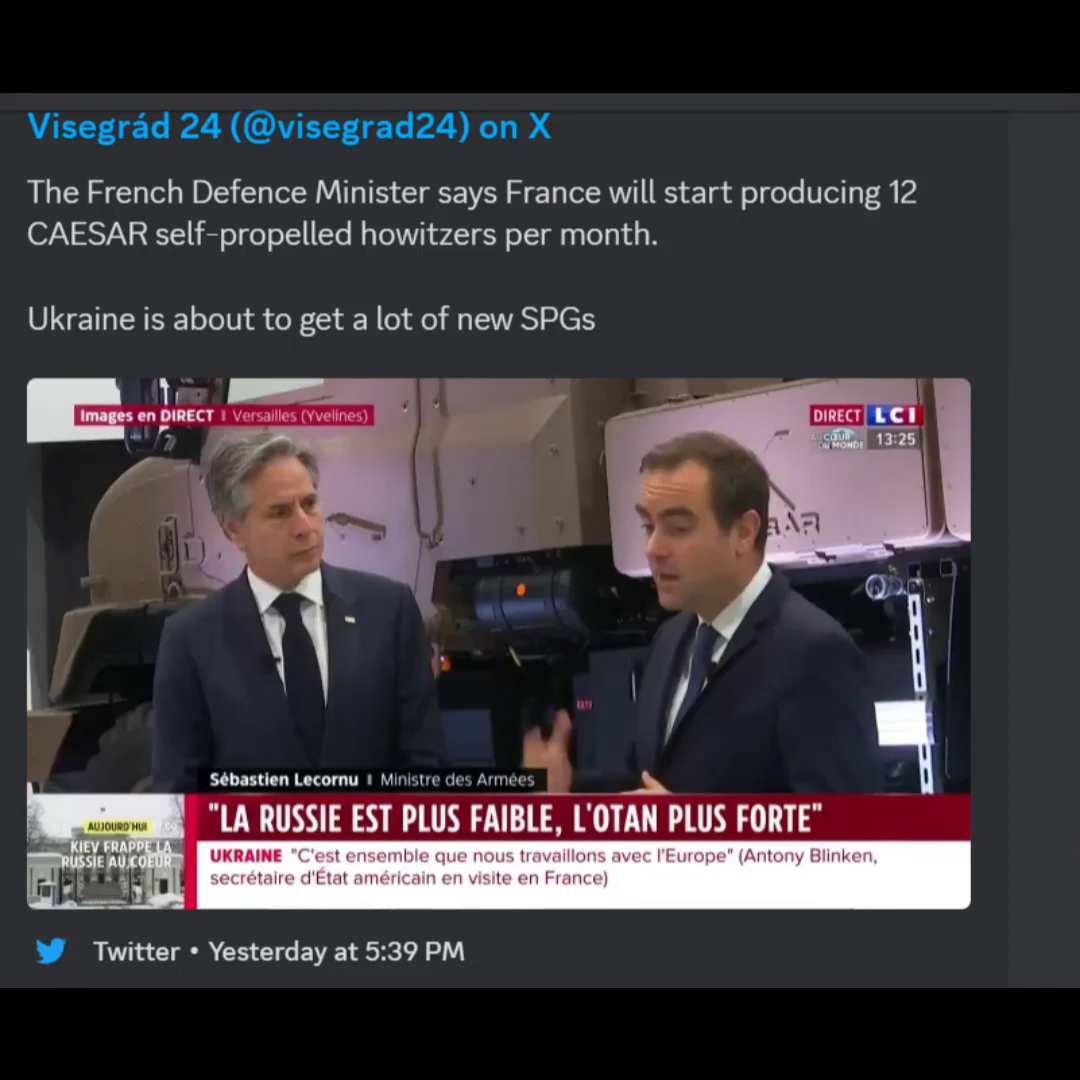 Visegrád 24 (@visegrad24) on X
The French Defence Minister says France will start producing 12
CAESAR self-propelled howitzers per month.
Ukraine is about to get a lot of new SPGs
Images en DIRECT | Versailles (Yvelines)
DIRECT LCI
CŒUR
DU MONDE
13:25
Sébastien Lecornu | Ministre des Armées
"LA RUSSIE EST PLUS FAIBLE, L'OTAN PLUS FORTE"
AUJOURD'HUI
KIEV FRAPPE LA
RUSSIE AU COEUR
UKRAINE "C'est ensemble que nous travaillons avec l'Europe" (Antony Blinken,
secrétaire d'État américain en visite en France)
Twitter • Yesterday at 5:39 PM